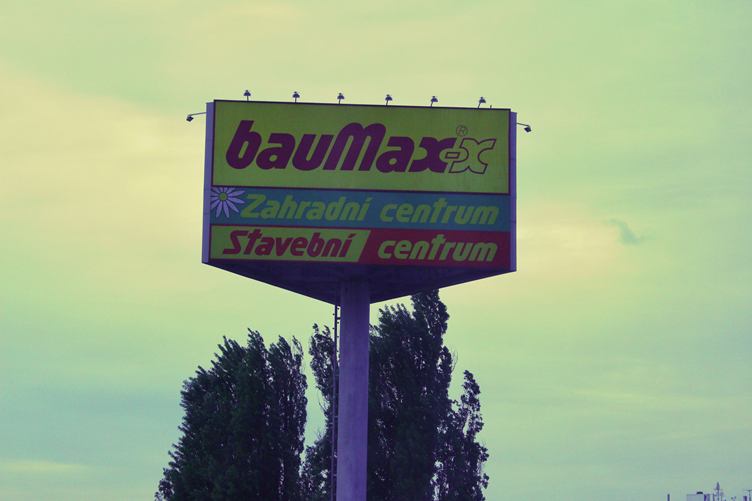 bauMax-x®
Zahradní centrum
Stavební centrum